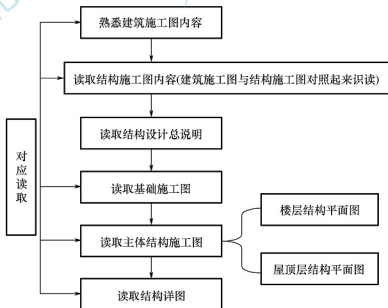 熟悉建筑施工图内容
读取结构施工图内容(建筑施工图与结构施工图对照起来识读)
读取结构设计总说明
对应读取
读取基础施工图
楼层结构平面图
读取主体结构施工图
屋顶层结构平面图
读取结构详图